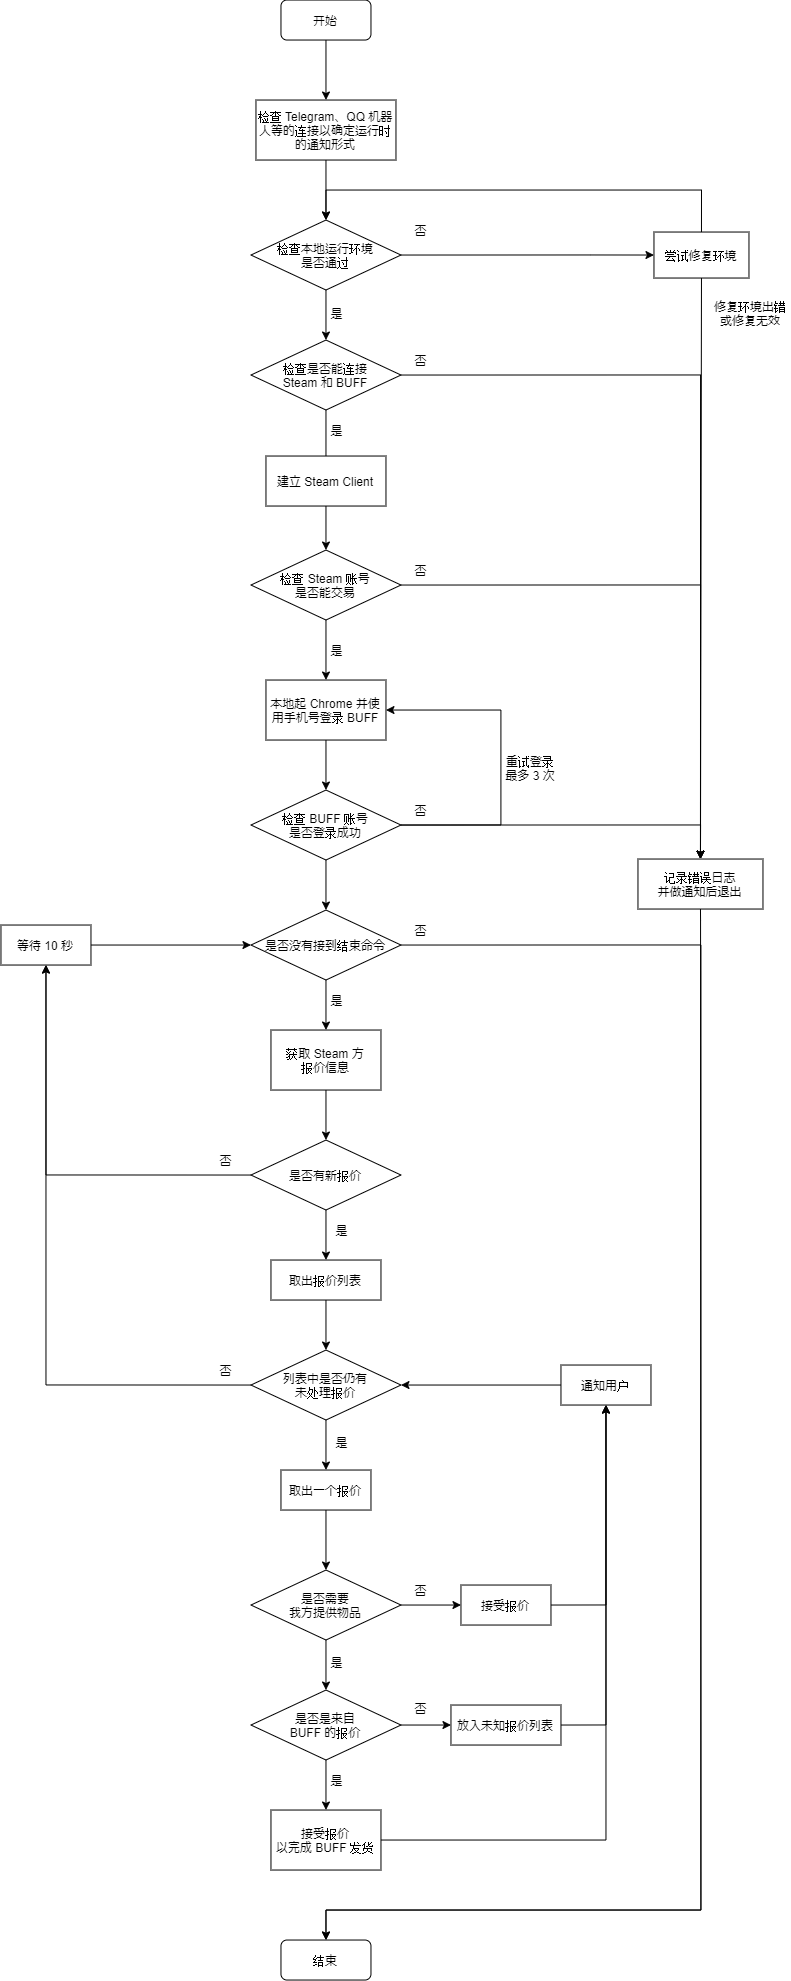 开始
检查 Telegram、QQ 机器
人等的连接以确定运行时
的通知形式
检查本地运行环境
是否通过
否
尝试修复环境
是
修复环境出错
或修复无效
检查是否能连接
Steam 和 BUFF
否
是
建立 Steam Client
检查 Steam 账号
是否能交易
否
是
本地起 Chrome 并使
用手机号登录 BUFF
重试登录
最多 3 次
检查 BUFF 账号
是否登录成功
否
记录错误日志
并做通知后退出
等待 10 秒
是否没有接到结束命令
否
是
获取 Steam 方
报价信息
否
是否有新报价
是
取出报价列表
否
列表中是否仍有
未处理报价
通知用户
是
取出一个报价
是否需要
我方提供物品
否
接受报价
是
是否是来自
BUFF 的报价
否
放入未知报价列表
是
接受报价
以完成 BUFF 发货
结束